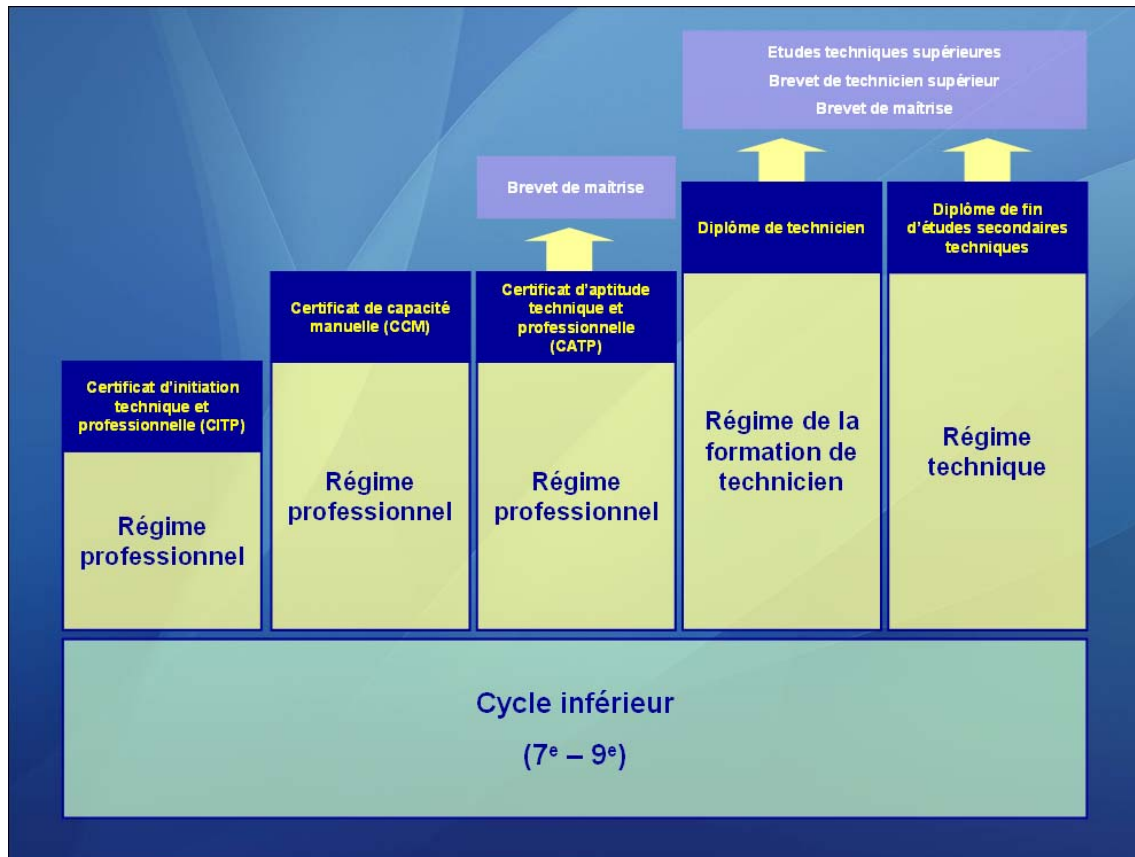 Etudes techniques supérieures
Brevet de technicien supérieur
Brevet de maîtrise
Brevet de maîtrise
Diplôme de technicien
Diplôme de fin
d'études secondaires
techniques
Certificat de capacité
manuelle (CCM)
Certificat d'aptitude
technique et
professionnelle
(CATP)
Certificat d'initiation
technique et
professionnelle (CITP)
Régime
professionnel
Régime
professionnel
Régime
professionnel
Régime de la
formation de
technicien
Régime
technique
Cycle inférieur
(7ᵉ – 9ᵉ)